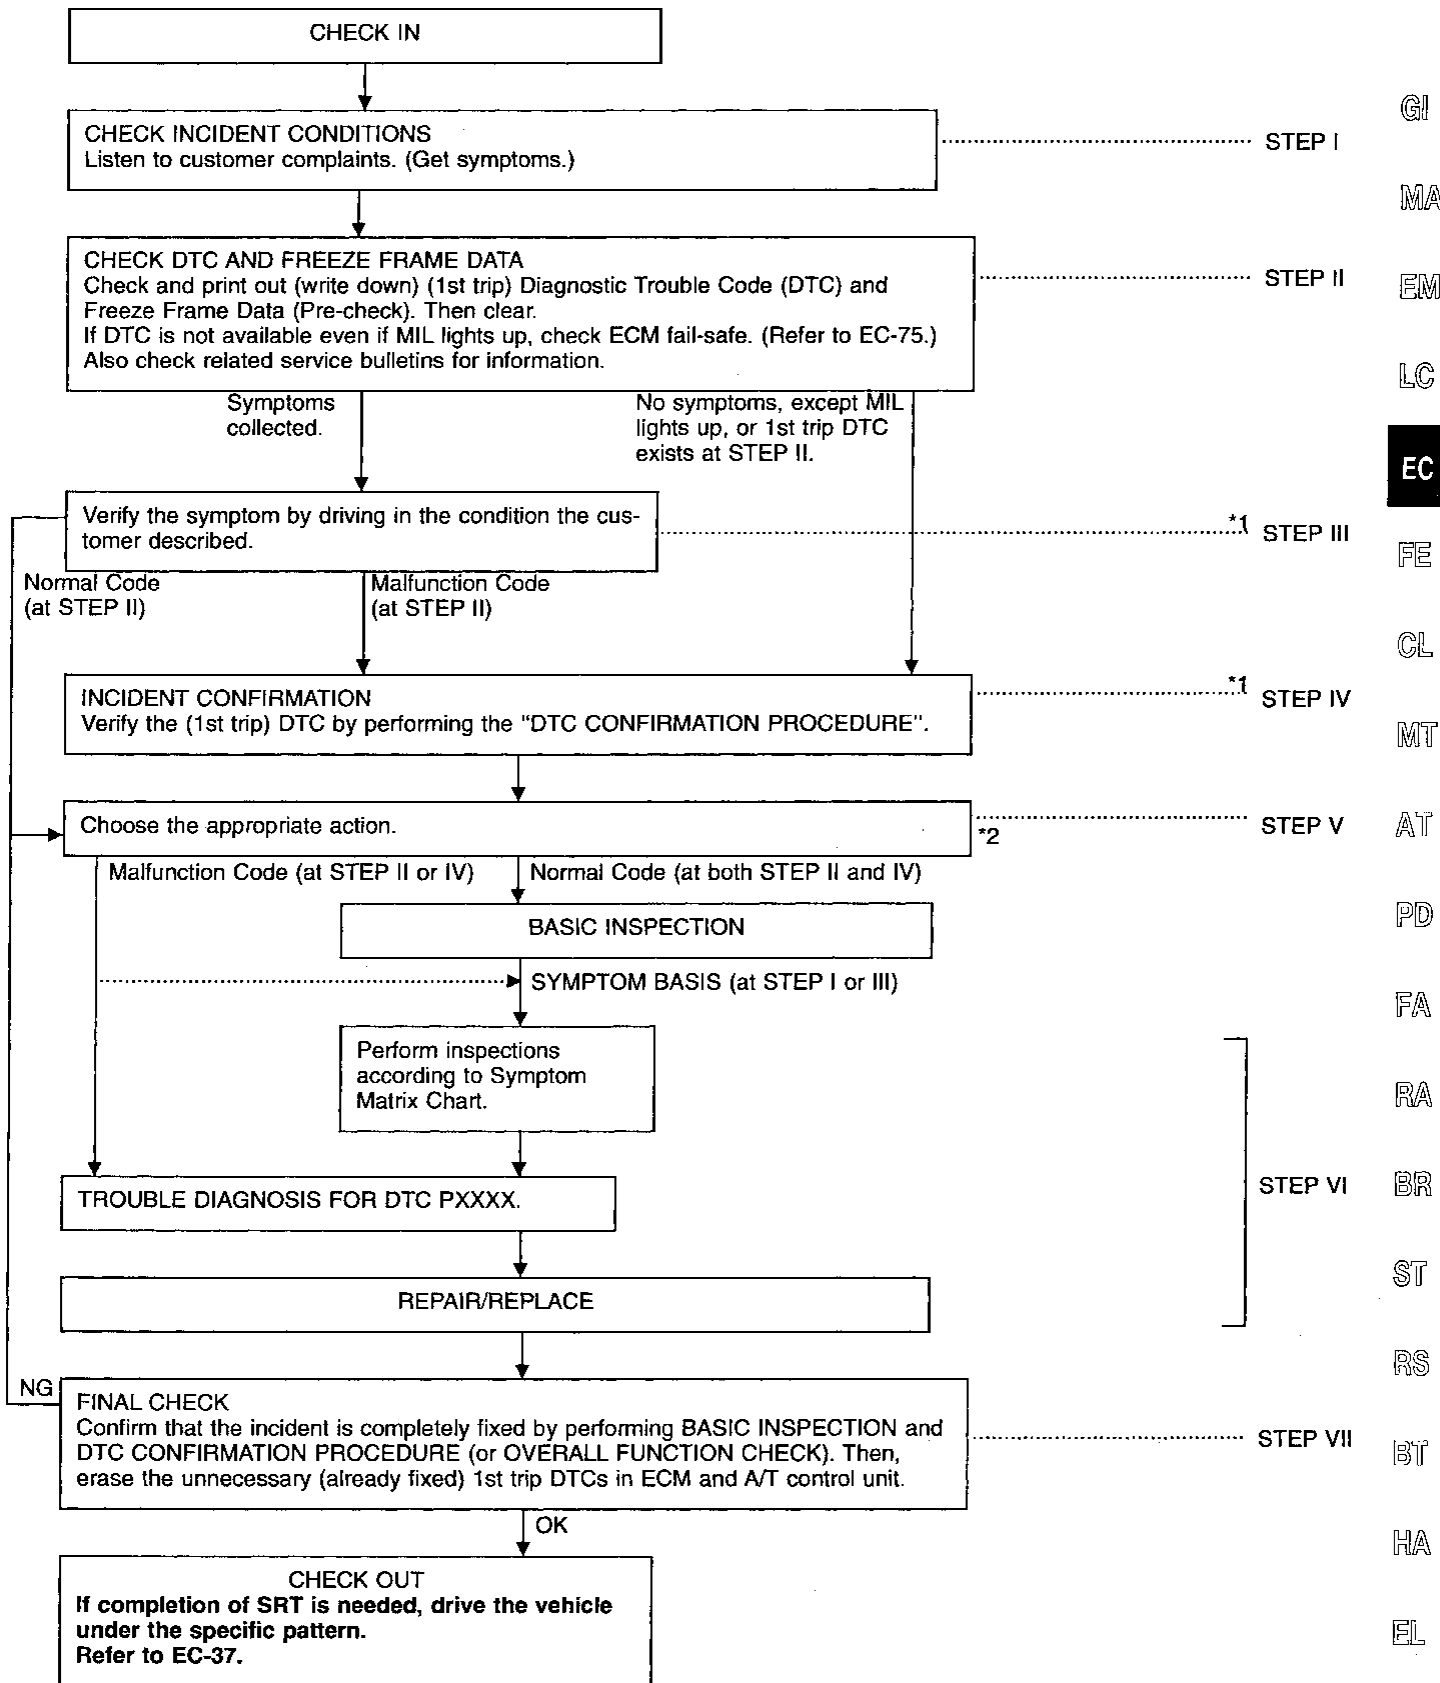 CHECK IN
CHECK INCIDENT CONDITIONS
Listen to customer complaints. (Get symptoms.)
STEP I
CHECK DTC AND FREEZE FRAME DATA
Check and print out (write down) (1st trip) Diagnostic Trouble Code (DTC) and
Freeze Frame Data (Pre-check). Then clear.
If DTC is not available even if MIL lights up, check ECM fail-safe. (Refer to EC-75.)
Also check related service bulletins for information.
STEP II
Symptoms
collected.
No symptoms, except MIL
lights up, or 1st trip DTC
exists at STEP II.
Verify the symptom by driving in the condition the cus-
tomer described.
*1 STEP III
Normal Code
(at STEP II)
Malfunction Code
(at STEP II)
INCIDENT CONFIRMATION
Verify the (1st trip) DTC by performing the "DTC CONFIRMATION PROCEDURE".
*1 STEP IV
Choose the appropriate action.
*2
STEP V
Malfunction Code (at STEP II or IV)
Normal Code (at both STEP II and IV)
BASIC INSPECTION
SYMPTOM BASIS (at STEP I or III)
Perform inspections
according to Symptom
Matrix Chart.
TROUBLE DIAGNOSIS FOR DTC PXXXX.
STEP VI
REPAIR/REPLACE
NG
FINAL CHECK
Confirm that the incident is completely fixed by performing BASIC INSPECTION and
DTC CONFIRMATION PROCEDURE (or OVERALL FUNCTION CHECK). Then,
erase the unnecessary (already fixed) 1st trip DTCs in ECM and A/T control unit.
STEP VII
OK
CHECK OUT
If completion of SRT is needed, drive the vehicle
under the specific pattern.
Refer to EC-37.
GI
MA
EM
LC
EC
FE
CL
MT
AT
PD
FA
RA
BR
ST
RS
BT
HA
EL